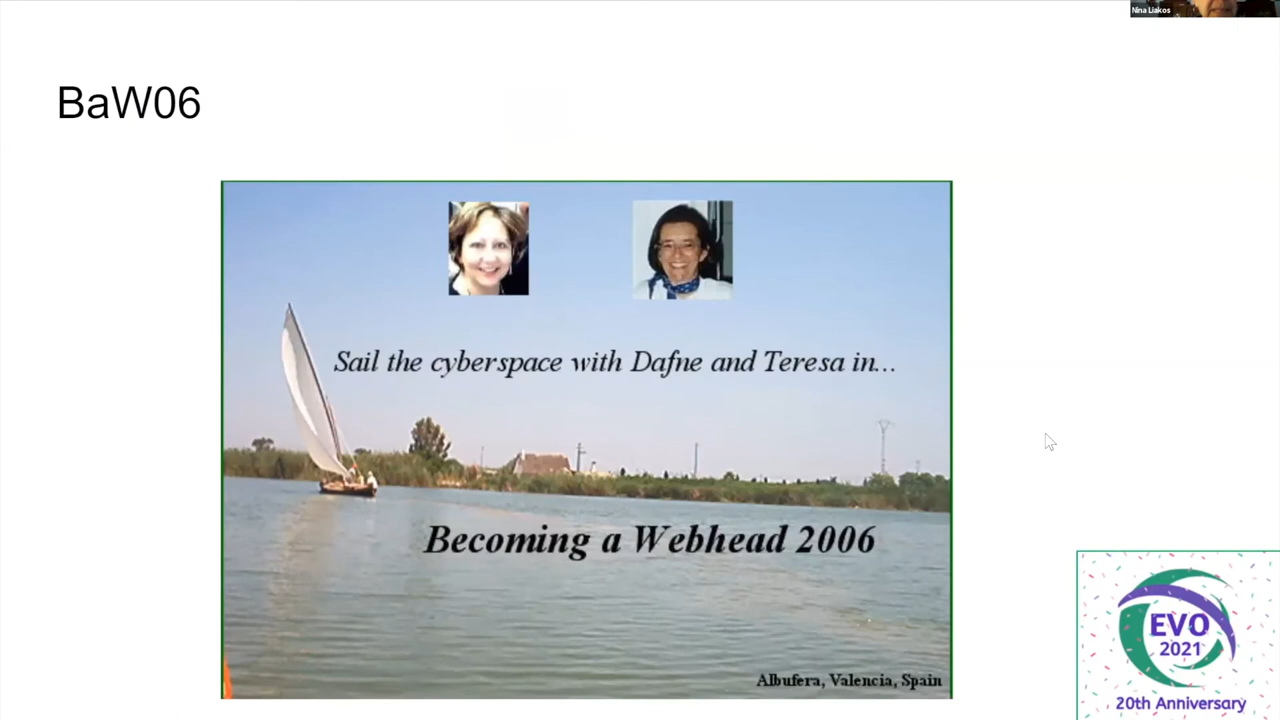 Nina Liakos
BaW06
Sail the cyberspace with Dafne and Teresa in...
Becoming a Webhead 2006
Albufera, Valencia, Spain
EVO
2021
20th Anniversary